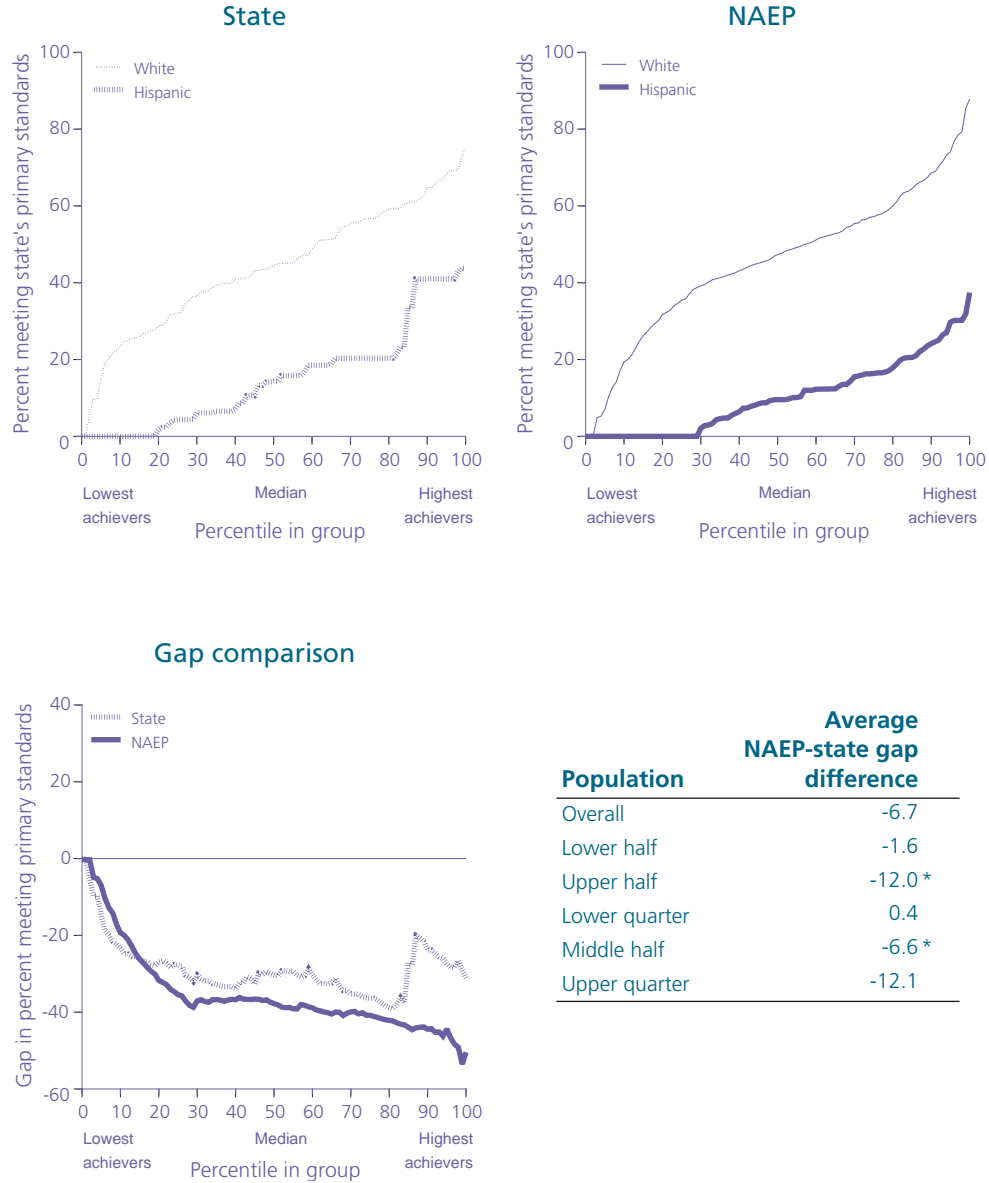 State
Percent meeting state's primary standards
100
80
60
40
20
0
White
Hispanic
0 10 20 30 40 50 60 70 80 90 100
Lowest achievers
Median
Highest achievers
Percentile in group
NAEP
Percent meeting state's primary standards
100
80
60
40
20
0
White
Hispanic
0 10 20 30 40 50 60 70 80 90 100
Lowest achievers
Median
Highest achievers
Percentile in group
Gap comparison
Gap in percent meeting primary standards
40
20
0
-20
-40
-60
State
NAEP
0 10 20 30 40 50 60 70 80 90 100
Lowest achievers
Median
Highest achievers
Percentile in group
Average
NAEP-state gap
Population difference
Overall -6.7
Lower half -1.6
Upper half -12.0 *
Lower quarter 0.4
Middle half -6.6 *
Upper quarter -12.1